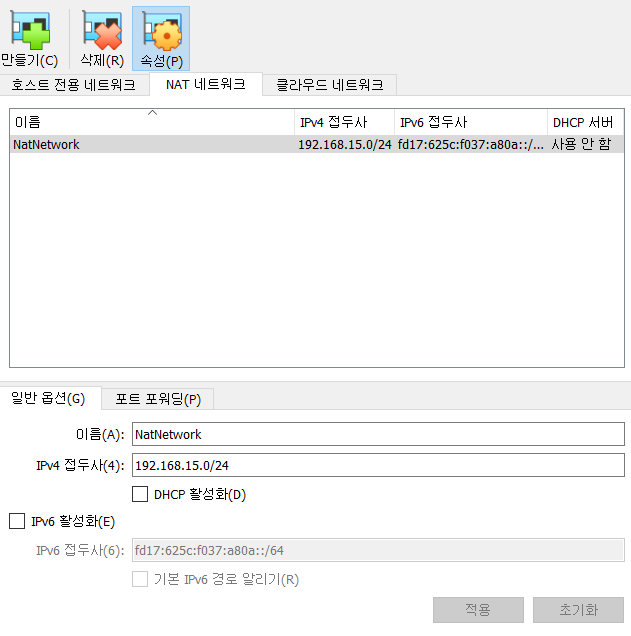 만들기(C) 삭제(R) 속성(P)
호스트 전용 네트워크 NAT 네트워크 클라우드 네트워크
이름 IPv4 접두사 IPv6 접두사 DHCP 서버
NatNetwork 192.168.15.0/24 fd17:625c:f037:a80a::/... 사용 안 함
일반 옵션(G) 포트 포워딩(P)
이름(A): NatNetwork
IPv4 접두사(4): 192.168.15.0/24
DHCP 활성화(D)
IPv6 활성화(E)
IPv6 접두사(6): fd17:625c:f037:a80a::/64
기본 IPv6 경로 알리기(R)
적용 초기화